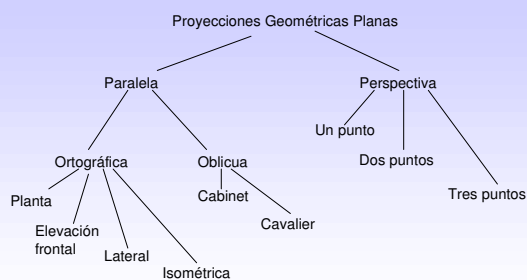 Proyecciones Geométricas Planas
Paralela
Perspectiva
Un punto
Dos puntos
Tres puntos
Ortográfica
Oblicua
Planta
Elevación
frontal
Lateral
Isométrica
Cabinet
Cavalier